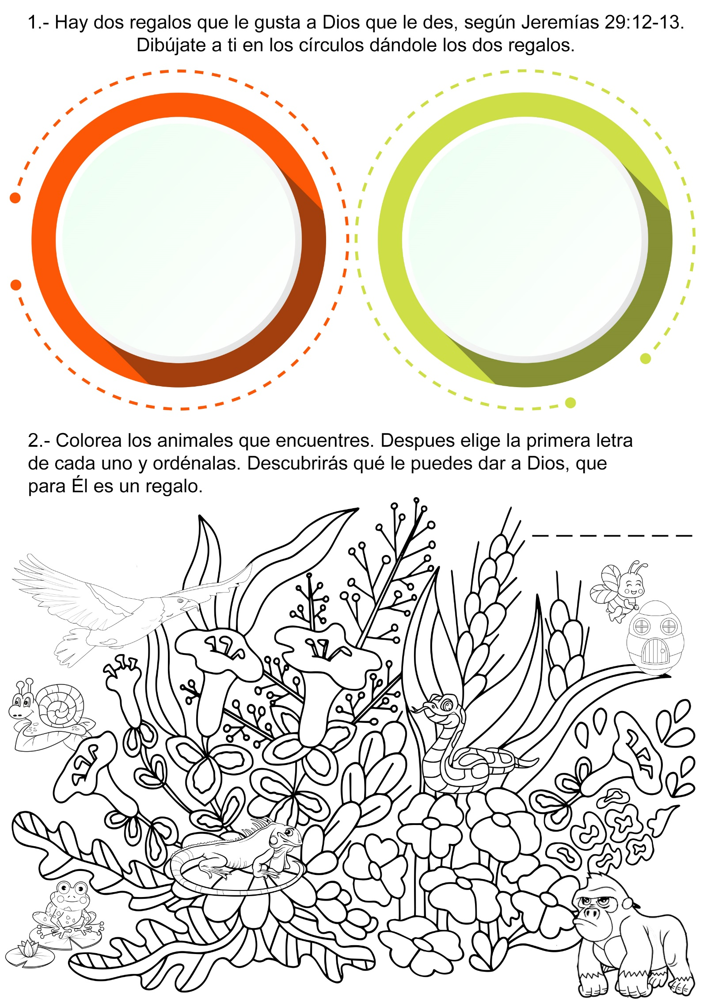 1.- Hay dos regalos que le gusta a Dios que le des, según Jeremías 29:12-13.
Dibújate a ti en los círculos dándole los dos regalos.
2.- Colorea los animales que encuentres. Despues elige la primera letra
de cada uno y ordénalas. Descubrirás qué le puedes dar a Dios, que
para Él es un regalo.